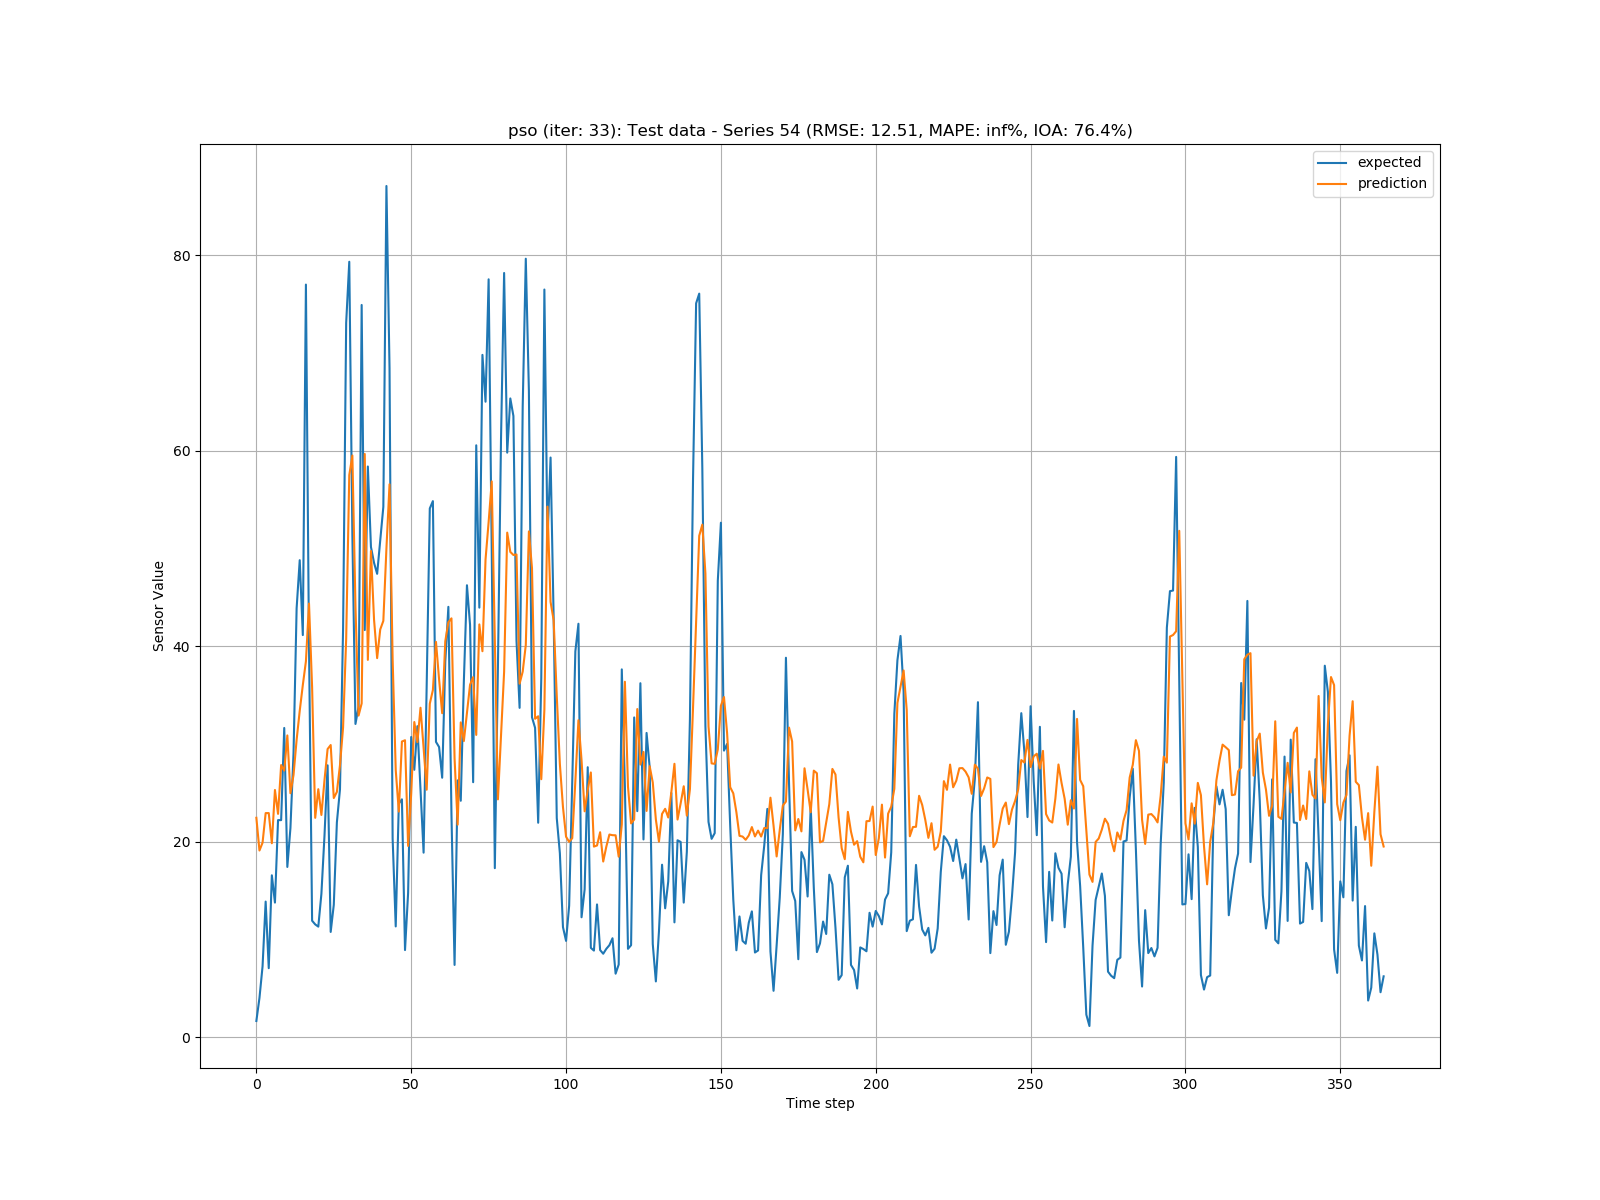 pso (iter: 33): Test data - Series 54 (RMSE: 12.51, MAPE: inf%, IOA: 76.4%)
expected
prediction
80
60
40
20
0
Sensor Value
0 50 100 150 200 250 300 350
Time step